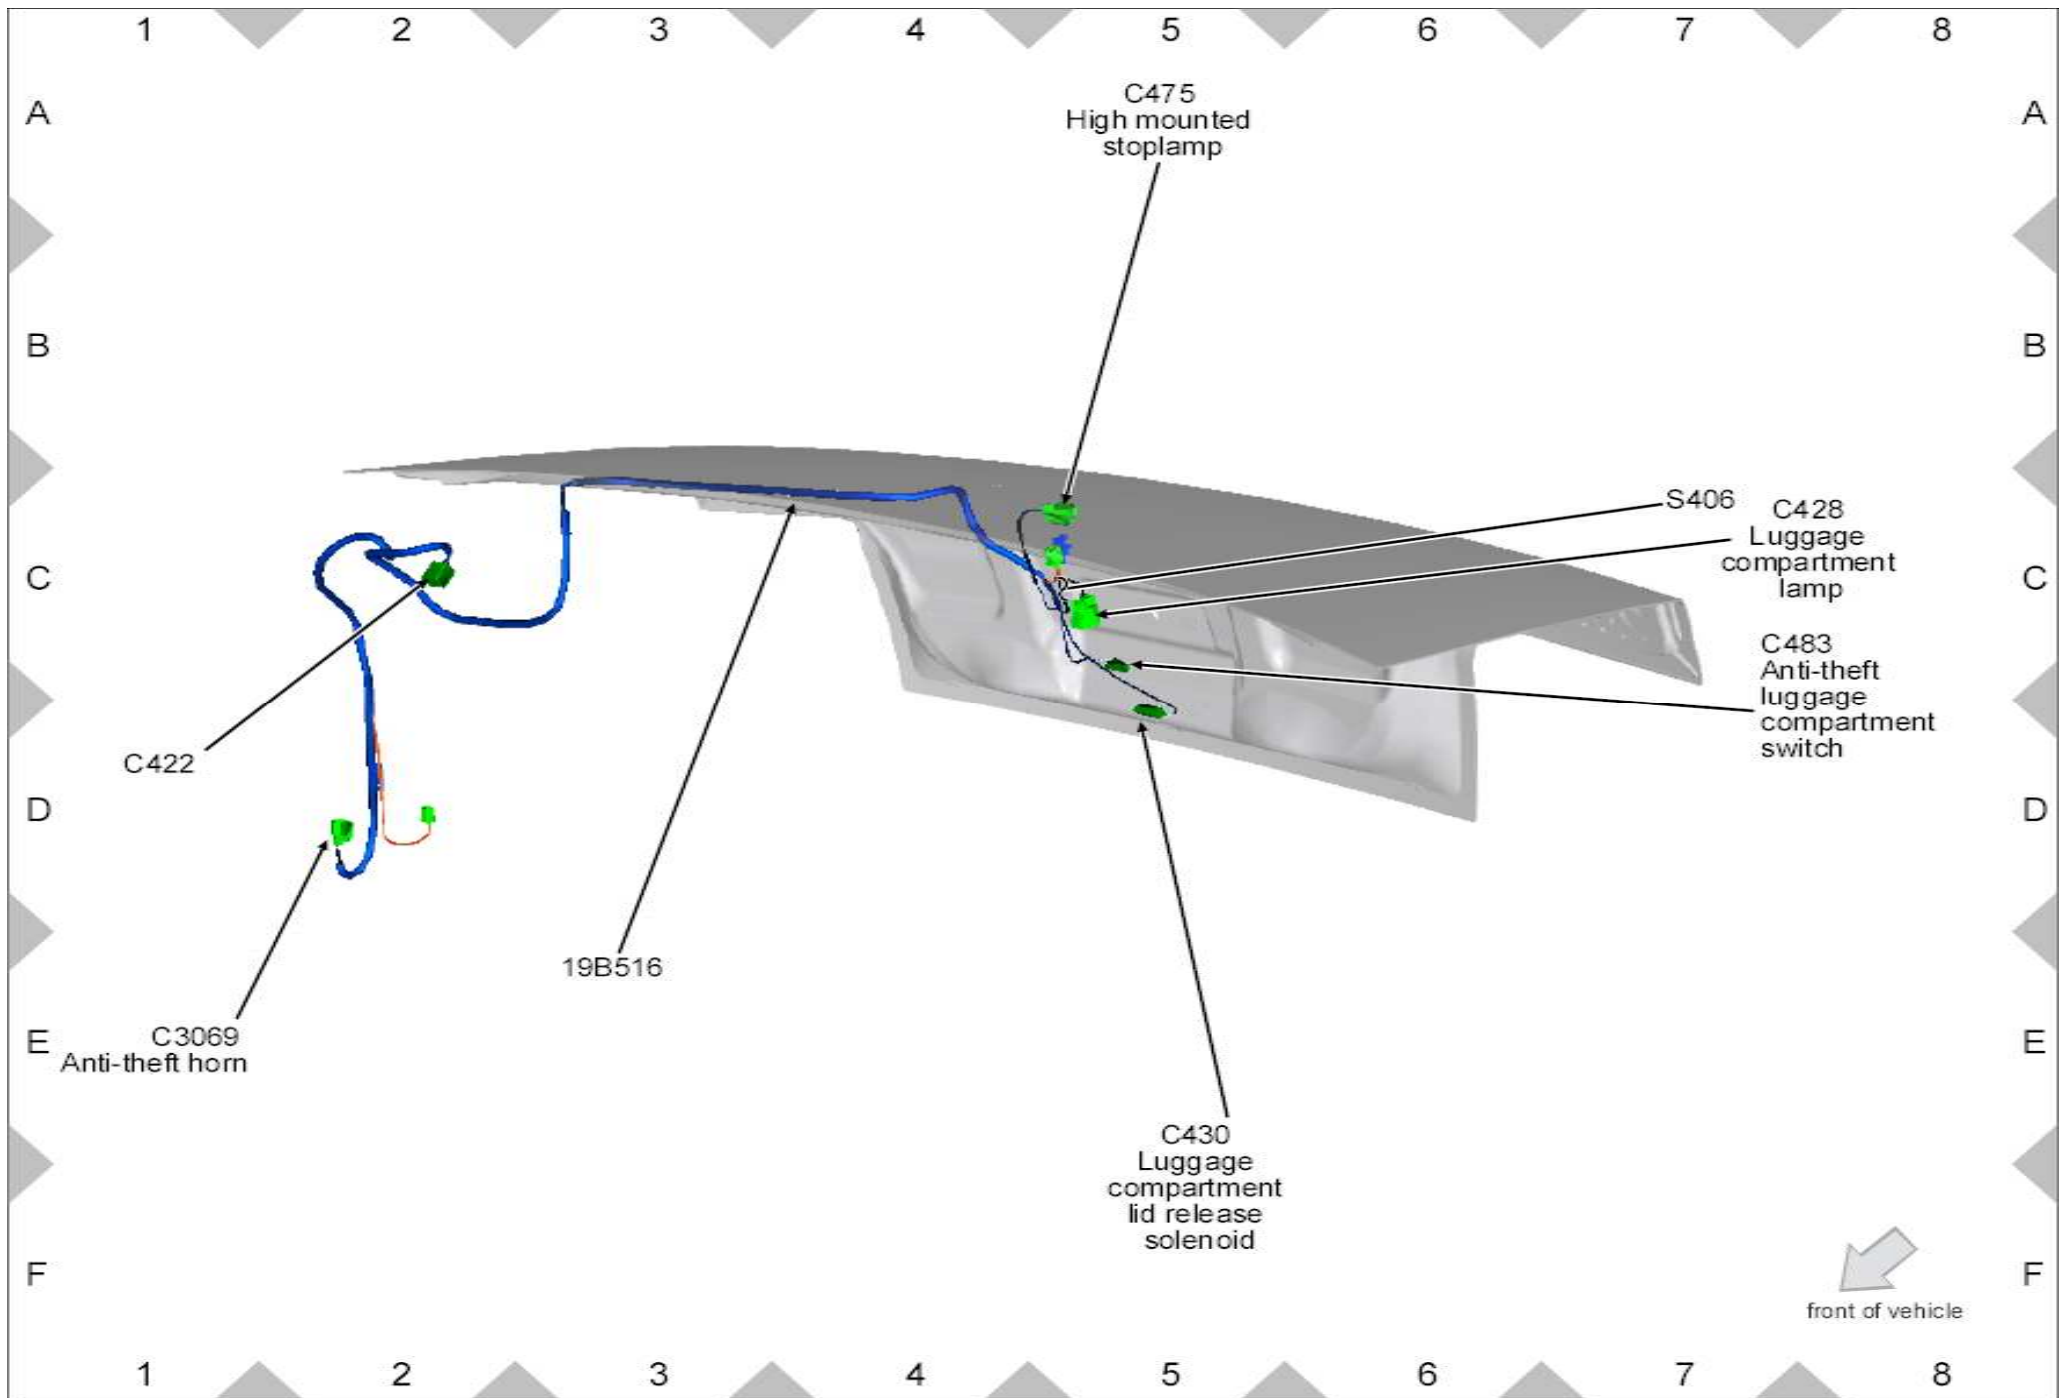 1 2 3 4 5 6 7 8
A A
C475
High mounted
stoplamp
B B
S406
C428
Luggage
compartment
lamp
C C
C483
Anti-theft
luggage
compartment
switch
C422
D D
19B516
C3069
Anti-theft horn
E E
C430
Luggage
compartment
lid release
solenoid
F F
front of vehicle
1 2 3 4 5 6 7 8